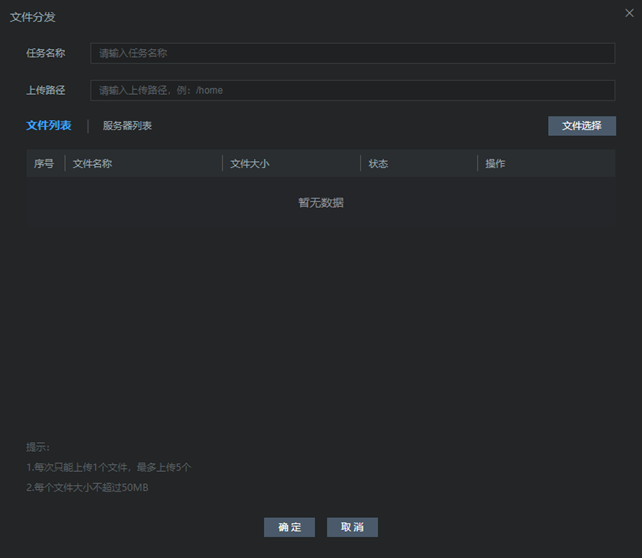 文件分发
任务名称 请输入任务名称
上传路径 请输入上传路径，例：/home
文件列表 服务器列表 文件选择
序号 文件名称 文件大小 状态 操作
暂无数据
提示：
1.每次只能上传1个文件，最多上传5个
2.每个文件大小不超过50MB
确定 取消